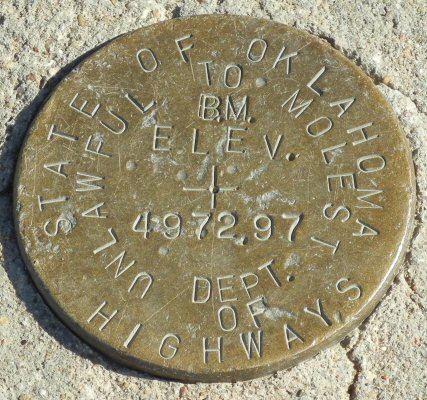 STATE OF OKLAHOMA
UNLAWFUL TO MOLEST
B.M.
ELEV.
4972.97
DEPT.
OF
HIGHWAYS